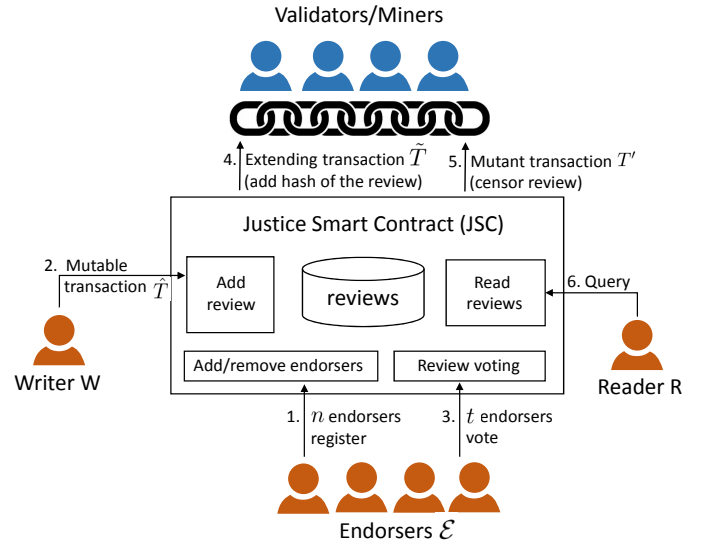 Validators/Miners
4. Extending transaction T̃
(add hash of the review)
5. Mutant transaction T′
(censor review)
Justice Smart Contract (JSC)
2. Mutable
transaction T̂
Add
review
reviews
Read
reviews
6. Query
Writer W
Add/remove endorsers
Review voting
Reader R
1. n endorsers
register
3. t endorsers
vote
Endorsers ℰ